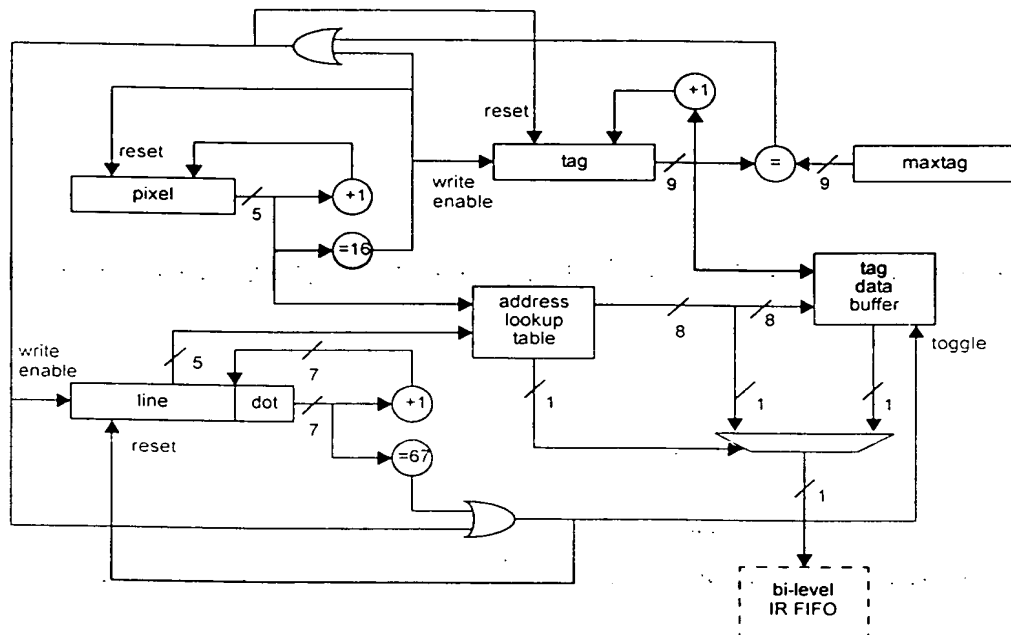 reset
+1
reset
tag
9
=
9
maxtag
pixel
5
+1
write
enable
=16
address
lookup
table
8
8
tag
data
buffer
write
enable
5
7
1
1
1
toggle
line
dot
7
+1
reset
=67
1
bi-level
IR FIFO